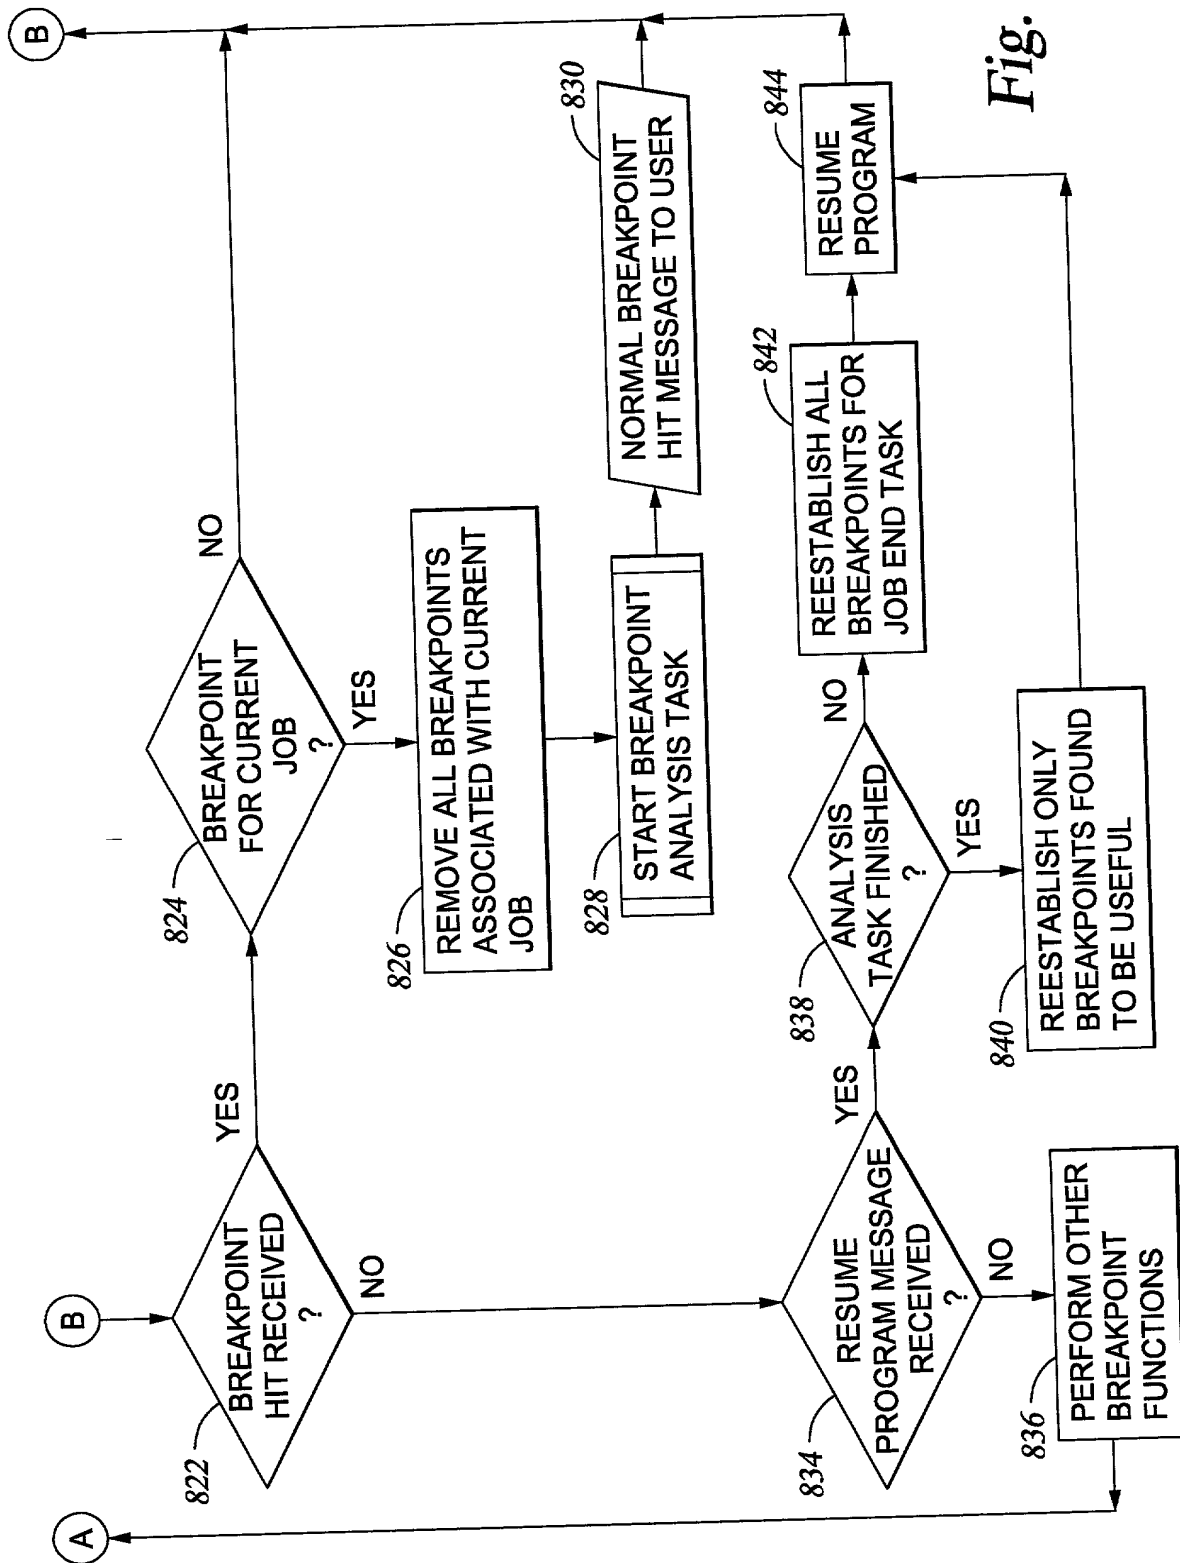 A
B
BREAKPOINT
HIT RECEIVED
?
822
YES
NO
BREAKPOINT
FOR CURRENT
JOB
?
824
NO
YES
B
REMOVE ALL BREAKPOINTS
ASSOCIATED WITH CURRENT
JOB
826
START BREAKPOINT
ANALYSIS TASK
828
NORMAL BREAKPOINT
HIT MESSAGE TO USER
830
RESUME
PROGRAM MESSAGE
RECEIVED
?
834
YES
NO
PERFORM OTHER
BREAKPOINT
FUNCTIONS
836
ANALYSIS
TASK FINISHED
?
838
NO
YES
REESTABLISH ONLY
BREAKPOINTS FOUND
TO BE USEFUL
840
REESTABLISH ALL
BREAKPOINTS FOR
JOB END TASK
842
RESUME
PROGRAM
844
Fig.